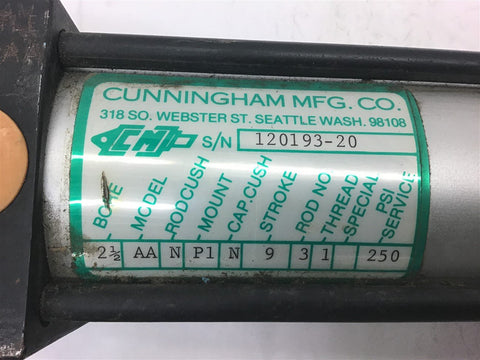 CUNNINGHAM MFG. CO.
318 SO. WEBSTER ST. SEATTLE WASH. 98108
CMP S/N 120193-20
BORE MODEL RODCUSH MOUNT CAP.CUSH STROKE ROD NO. THREAD SPECIAL PSI SERVICE
2½ AA N P1 N 9 3 1 250